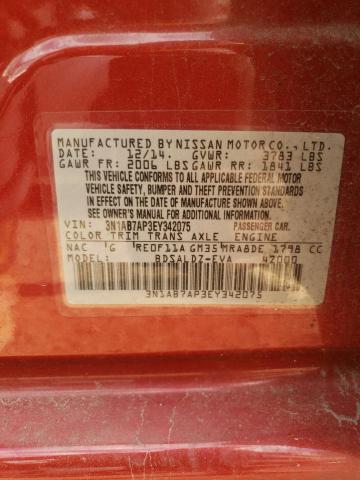 MANUFACTURED BY NISSAN MOTOR CO., LTD.
DATE: 12/14. GVWR: 3783 LBS
GAWR FR: 2006 LBS GAWR RR: 1841 LBS
THIS VEHICLE CONFORMS TO ALL APPLICABLE FEDERAL MOTOR
VEHICLE SAFETY, BUMPER AND THEFT PREVENTION STANDARDS
IN EFFECT ON THE DATE OF MANUFACTURE SHOWN ABOVE.
SEE OWNER'S MANUAL FOR ADDITIONAL INFORMATION.
VIN: 3N1AB7AP3EY342075 PASSENGER CAR.
COLOR TRIM TRANS AXLE ENGINE
NAC G RE0F11A GM35 MRA8DE 1798 CC
MODEL: BDSALDZ-EVA 42000
3N1AB7AP3EY342075